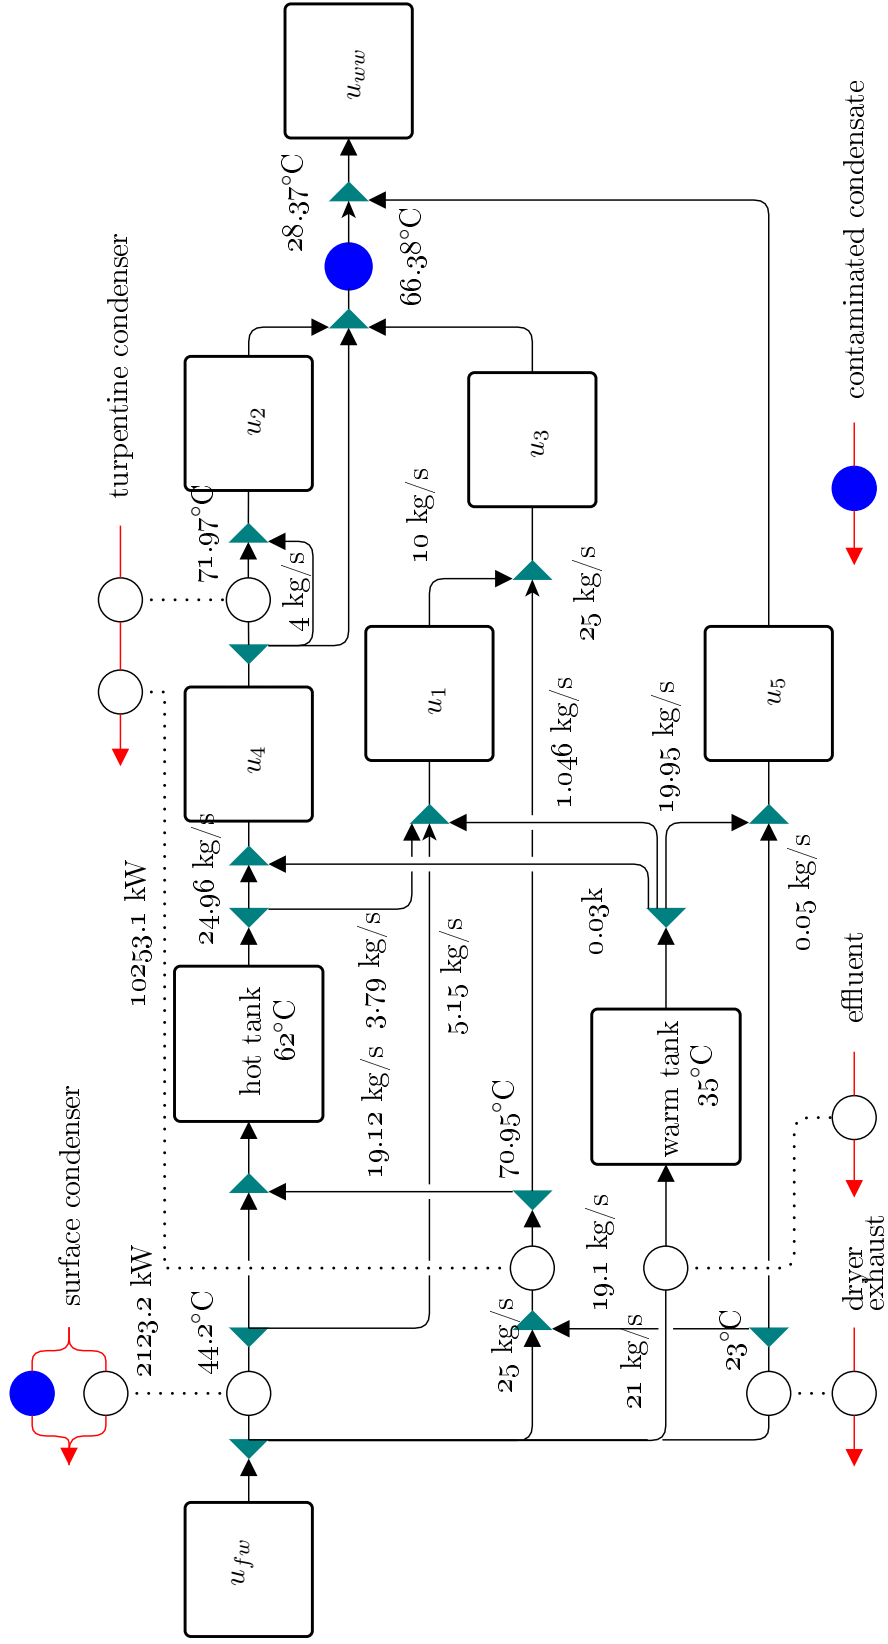 surface condenser
turpentine condenser
2123.2 kW
10253.1 kW
44.2°C
24.96 kg/s
71.97°C
28.37°C
u_fw
hot tank
62°C
u_4
u_2
u_ww
4 kg/s
66.38°C
19.12 kg/s
3.79 kg/s
10 kg/s
u_1
5.15 kg/s
25 kg/s
70.95°C
u_3
1.046 kg/s
25 kg/s
19.1 kg/s
0.03k
21 kg/s
warm tank
35°C
19.95 kg/s
23°C
u_5
0.05 kg/s
dryer
exhaust
effluent
contaminated condensate